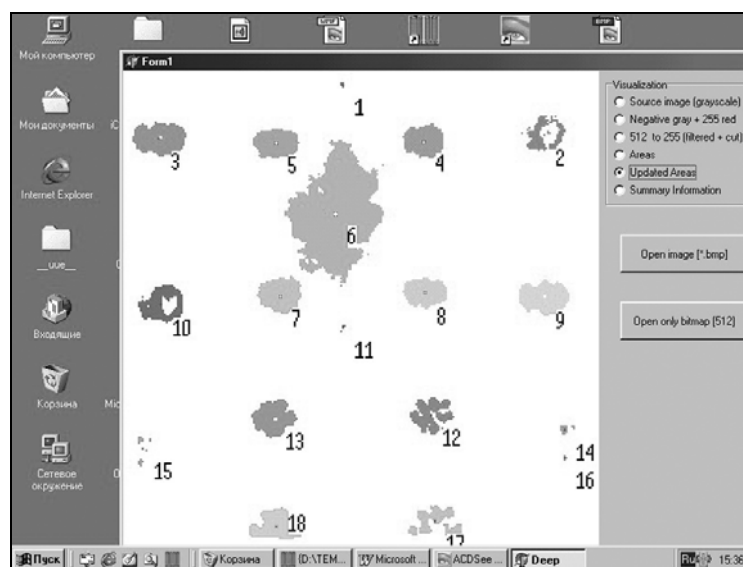 Мой компьютер
Form1
Visualization
Source image (grayscale)
Negative gray + 255 red
512 to 255 (filtered + cut)
Areas
Updated Areas
Summary Information
Open image [*.bmp]
Open only bitmap [512]
Мои документы
Internet Explorer
__uue__
Входящие
Корзина
Сетевое
окружение
1
3
5
4
2
6
10
7
8
9
11
13
12
15
14
16
18
17
Пуск
Корзина
(D:\TEM...
Microsoft ...
ACDSee ...
Deep
Ru
15:36